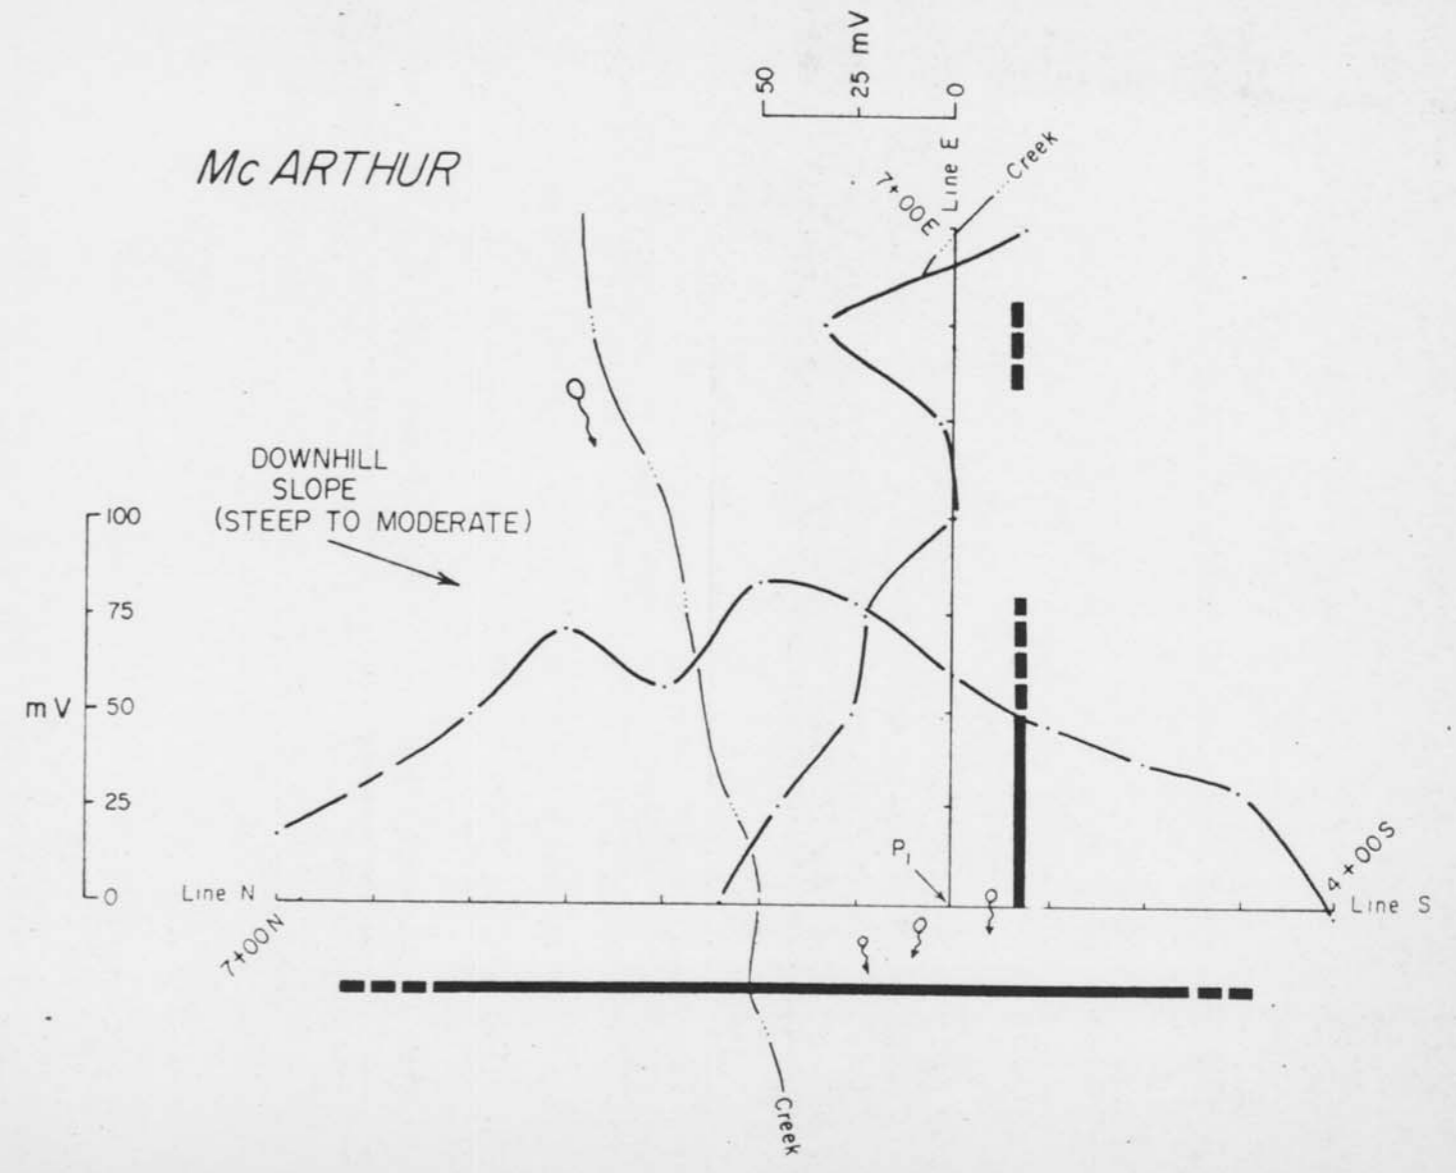 50
25 mV
0
Mc ARTHUR
Line E
Creek
7+00E
DOWNHILL
SLOPE
(STEEP TO MODERATE)
100
75
mV
50
25
0
Line N
7+00N
P1
4+00S
Line S
Creek